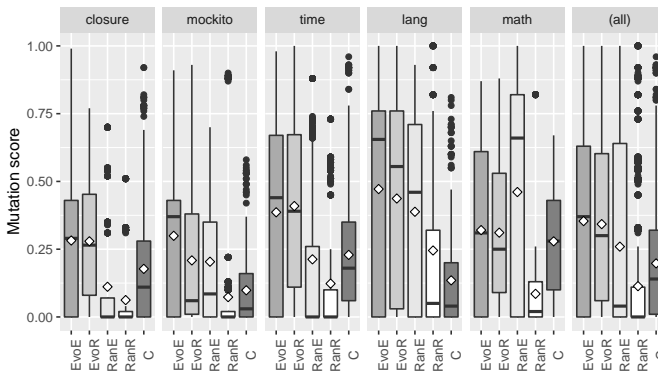 closure mockito time lang math (all)
Mutation score
1.00
0.75
0.50
0.25
0.00
EvoE EvoR RanE RanR C EvoE EvoR RanE RanR C EvoE EvoR RanE RanR C EvoE EvoR RanE RanR C EvoE EvoR RanE RanR C EvoE EvoR RanE RanR C